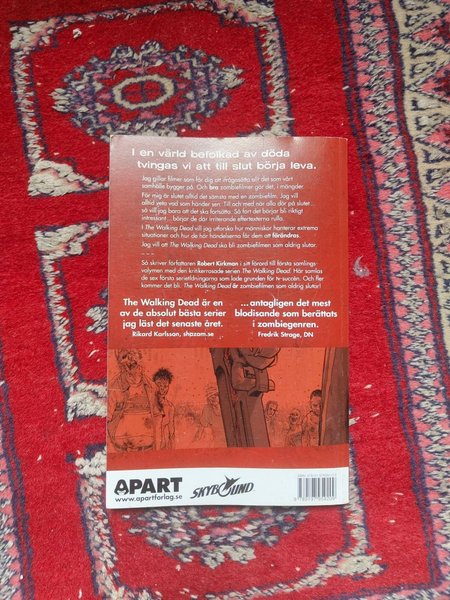 I en värld befolkad av döda
tvingas vi att till slut börja leva.
Jag gillar filmer som får dig att ifrågasätta allt det som vårt
samhälle bygger på. Och bra zombiefilmer gör det, i mängder.
För mig är slutet alltid det sämsta med en zombiefilm. Jag vill
alltid veta vad som händer sen. Till och med när alla dör på slutet ...
så vill jag bara att det ska fortsätta. Så fort det börjar bli riktigt
intressant... börjar de där irriterande eftertexterna rulla.
I The Walking Dead vill jag utforska hur människor hanterar extrema
situationer och hur de här händelserna får dem att förändras.
Jag vill att The Walking Dead ska bli zombiefilmen som aldrig slutar.
Så skriver författaren Robert Kirkman i sitt förord till första samlings-
volymen med den kritikerrosade serien The Walking Dead. Här samlas
de sex första serietidningarna som lade grunden för tv-succén. Och fler
kommer det bli. The Walking Dead är zombiefilmen som aldrig slutar!
The Walking Dead är en
av de absolut bästa serier
jag läst det senaste året.
Rikard Karlsson, shazam.se
...antagligen det mest
blodisande som berättats
i zombiegenren.
Fredrik Strage, DN
APART
www.apartforlag.se
SKYBOUND